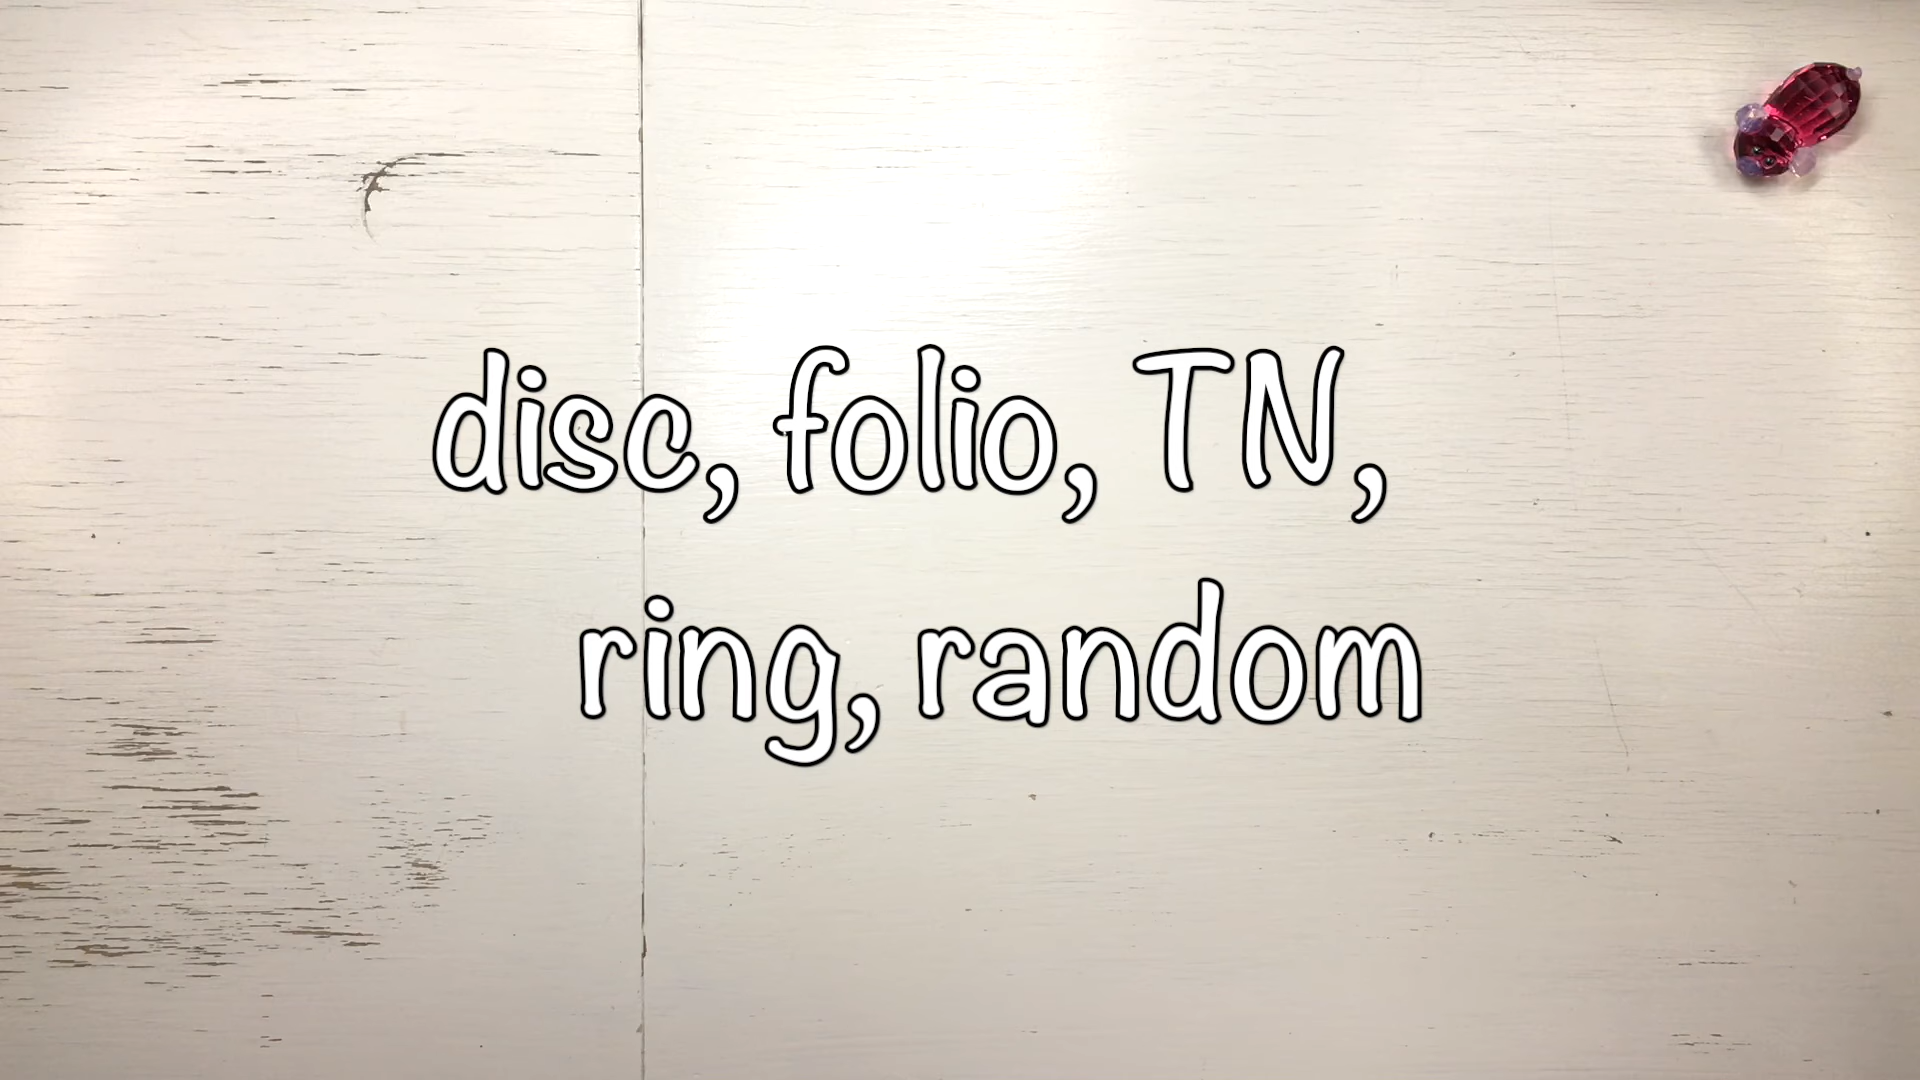 disc, folio, TN,
ring, random